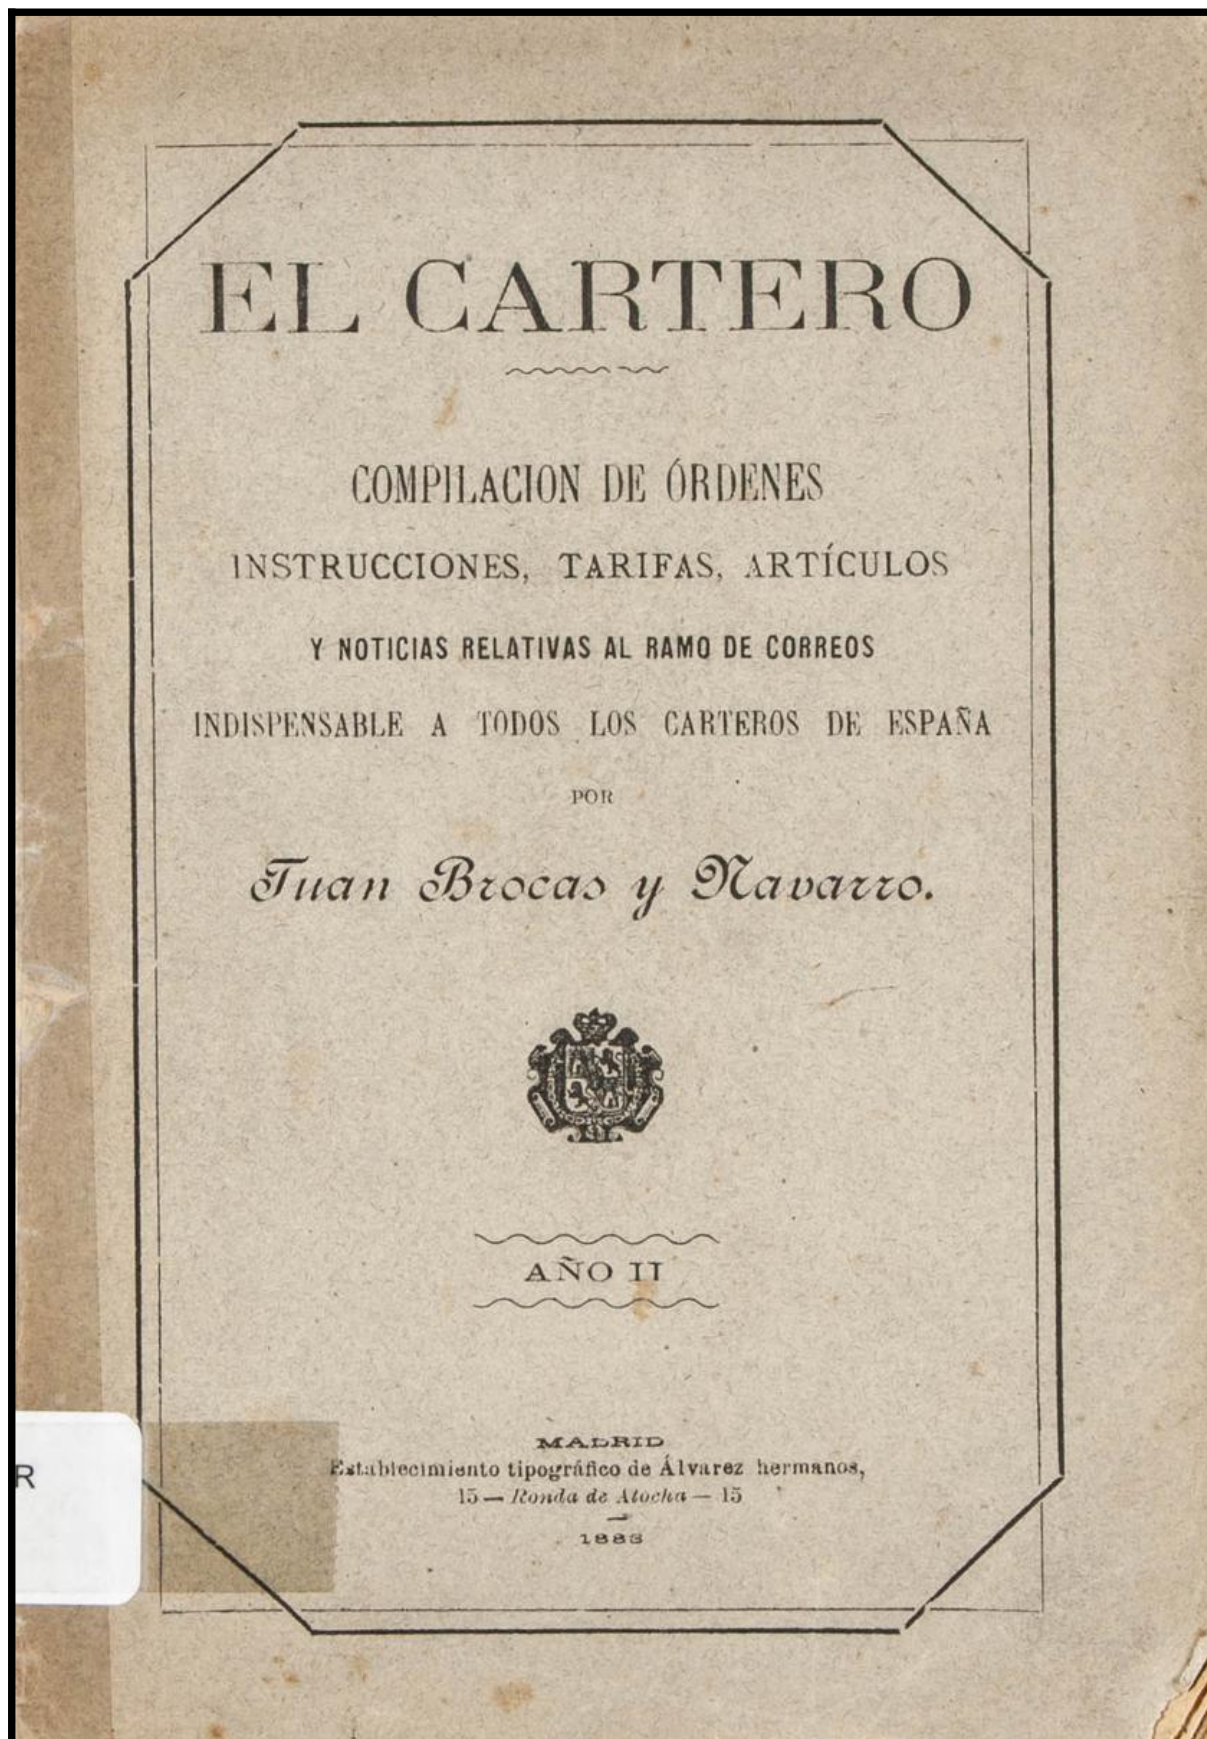 EL CARTERO
COMPILACION DE ÓRDENES
INSTRUCCIONES, TARIFAS, ARTÍCULOS
Y NOTICIAS RELATIVAS AL RAMO DE CORREOS
INDISPENSABLE A TODOS LOS CARTEROS DE ESPAÑA
POR
Juan Brocas y Navarro.
AÑO II
MADRID
Establecimiento tipográfico de Álvarez hermanos,
15 — Ronda de Atocha — 15
1883
R